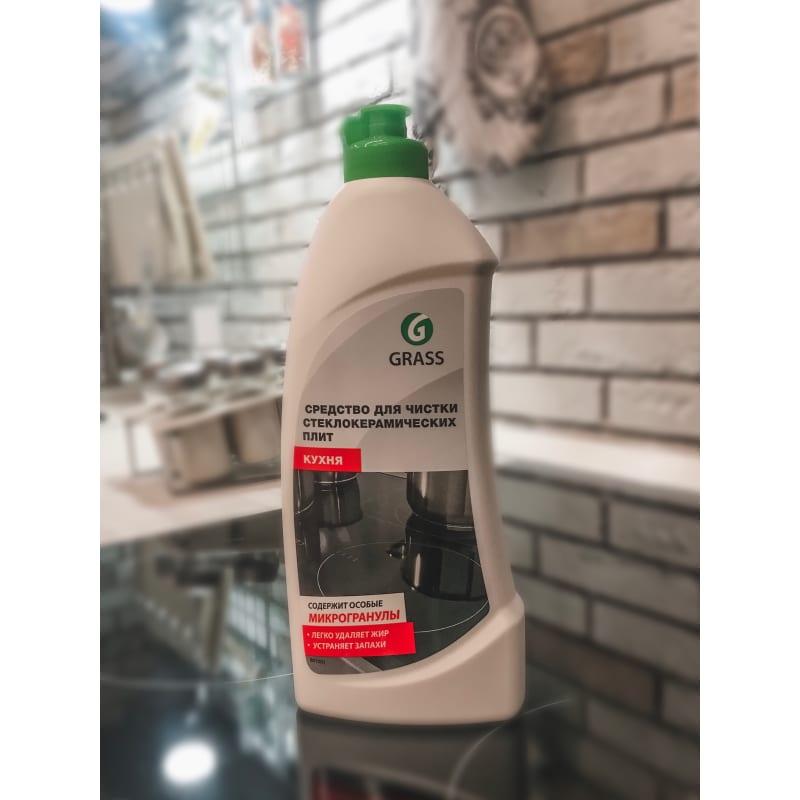 GRASS
СРЕДСТВО ДЛЯ ЧИСТКИ
СТЕКЛОКЕРАМИЧЕСКИХ
ПЛИТ
КУХНЯ
СОДЕРЖИТ ОСОБЫЕ
МИКРОГРАНУЛЫ
• ЛЕГКО УДАЛЯЕТ ЖИР
• УСТРАНЯЕТ ЗАПАХИ